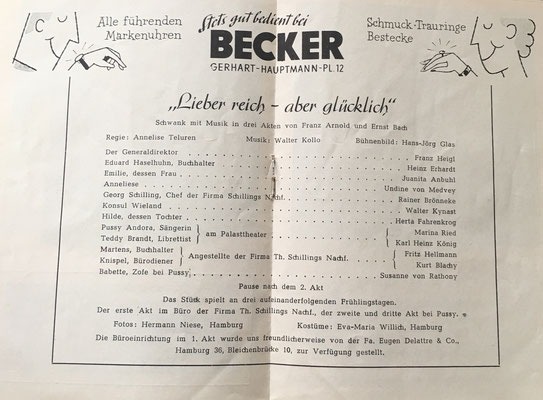 Alle führenden
Markenuhren
Stets gut bedient bei
BECKER
GERHART-HAUPTMANN-PL.12
Schmuck-Trauringe
Bestecke
„Lieber reich – aber glücklich“
Schwank mit Musik in drei Akten von Franz Arnold und Ernst Bach
Regie: Annelise Teluren Musik: Walter Kollo Bühnenbild: Hans-Jörg Glas
Der Generaldirektor . . . Franz Heigl
Eduard Haselhuhn, Buchhalter . . . Heinz Erhardt
Emilie, dessen Frau . . . Juanita Anbuhl
Anneliese . . . Undine von Medvey
Georg Schilling, Chef der Firma Schillings Nachf. . . . Rainer Brönneke
Konsul Wieland . . . Walter Kynast
Hilde, dessen Tochter . . . Herta Fahrenkrog
Pussy Andora, Sängerin } am Palasttheater . . . { Marina Ried
Teddy Brandt, Librettist } { Karl Heinz König
Martens, Buchhalter } Angestellte der Firma Th. Schillings Nachf. { Fritz Hellmann
Knispel, Bürodiener } { Kurt Blachy
Babette, Zofe bei Pussy . . . Susanne von Rathony
Pause nach dem 2. Akt
Das Stück spielt an drei aufeinanderfolgenden Frühlingstagen.
Der erste Akt im Büro der Firma Th. Schillings Nachf., der zweite und dritte Akt bei Pussy.
Fotos: Hermann Niese, Hamburg Kostüme: Eva-Maria Willich, Hamburg
Die Büroeinrichtung im 1. Akt wurde uns freundlicherweise von der Fa. Eugen Delattre & Co.,
Hamburg 36, Bleichenbrücke 10, zur Verfügung gestellt.